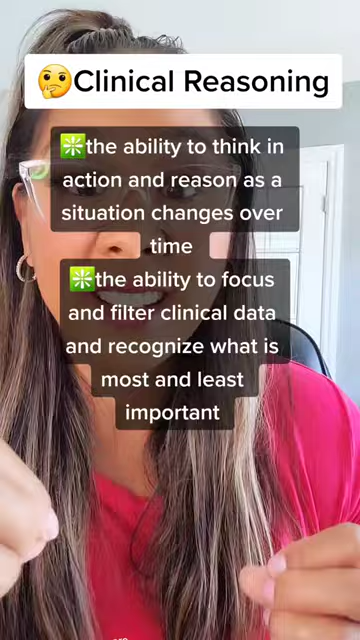 🤔Clinical Reasoning
❇️the ability to think in
action and reason as a
situation changes over
time
❇️the ability to focus
and filter clinical data
and recognize what is
most and least
important